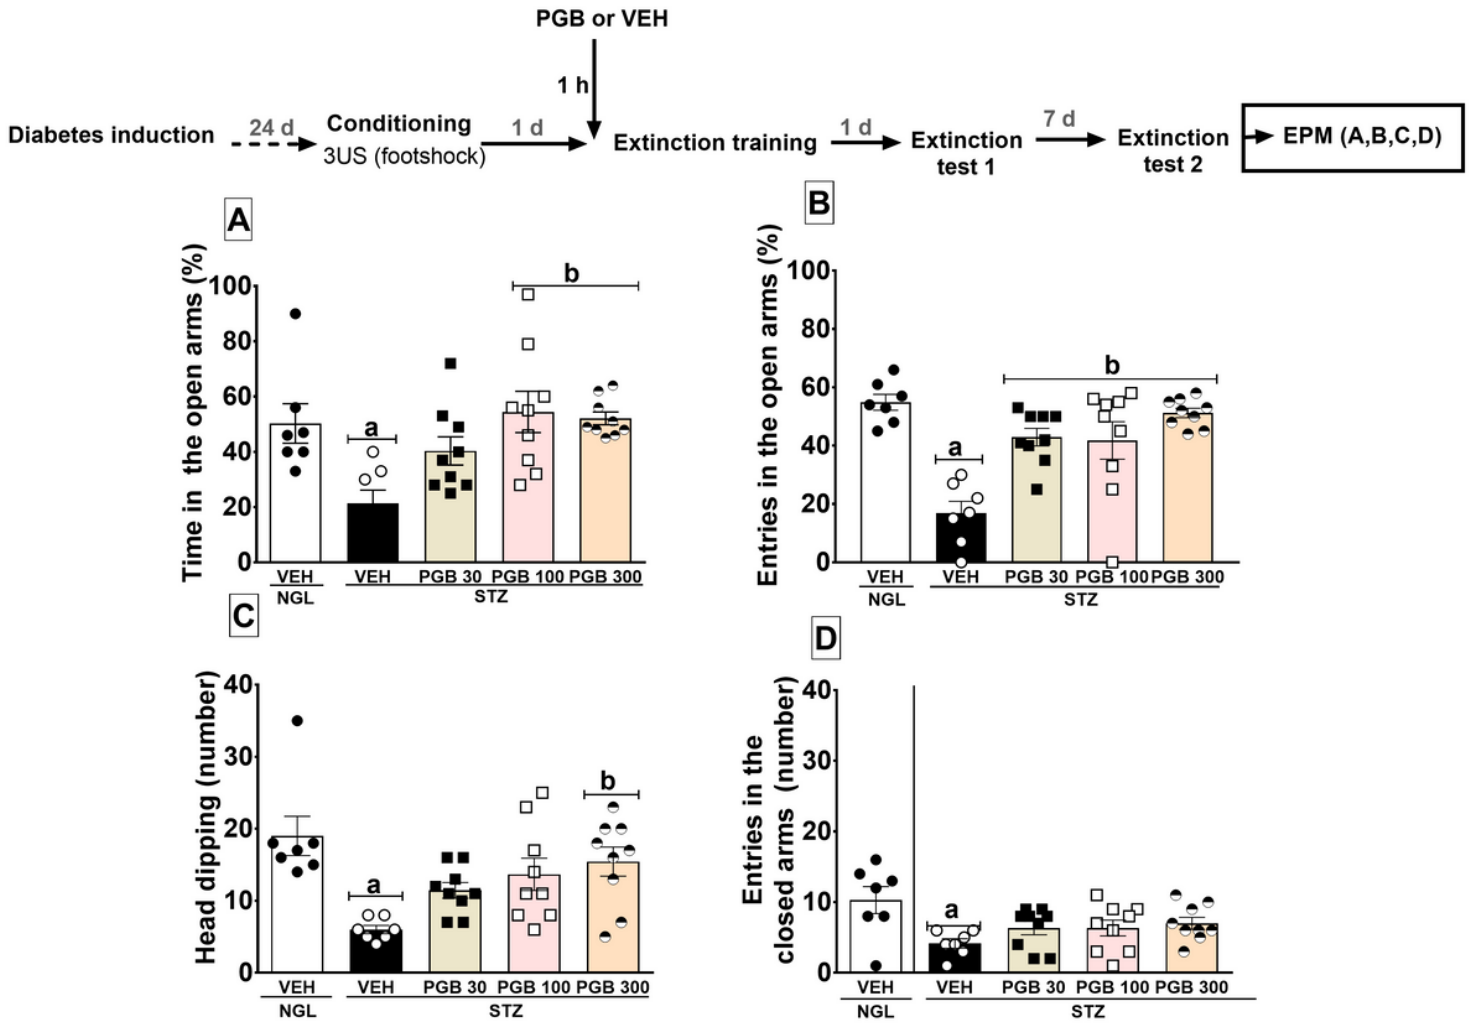 PGB or VEH
1 h
Diabetes induction
24 d
Conditioning
3US (footshock)
1 d
Extinction training
1 d
Extinction
test 1
7 d
Extinction
test 2
EPM (A,B,C,D)
A
Time in the open arms (%)
100
80
60
40
20
0
a
b
VEH
VEH
PGB 30
PGB 100
PGB 300
NGL
STZ
B
Entries in the open arms (%)
100
80
60
40
20
0
a
b
VEH
VEH
PGB 30
PGB 100
PGB 300
NGL
STZ
C
Head dipping (number)
40
30
20
10
0
a
b
VEH
VEH
PGB 30
PGB 100
PGB 300
NGL
STZ
D
Entries in the
closed arms (number)
40
30
20
10
0
a
VEH
VEH
PGB 30
PGB 100
PGB 300
NGL
STZ